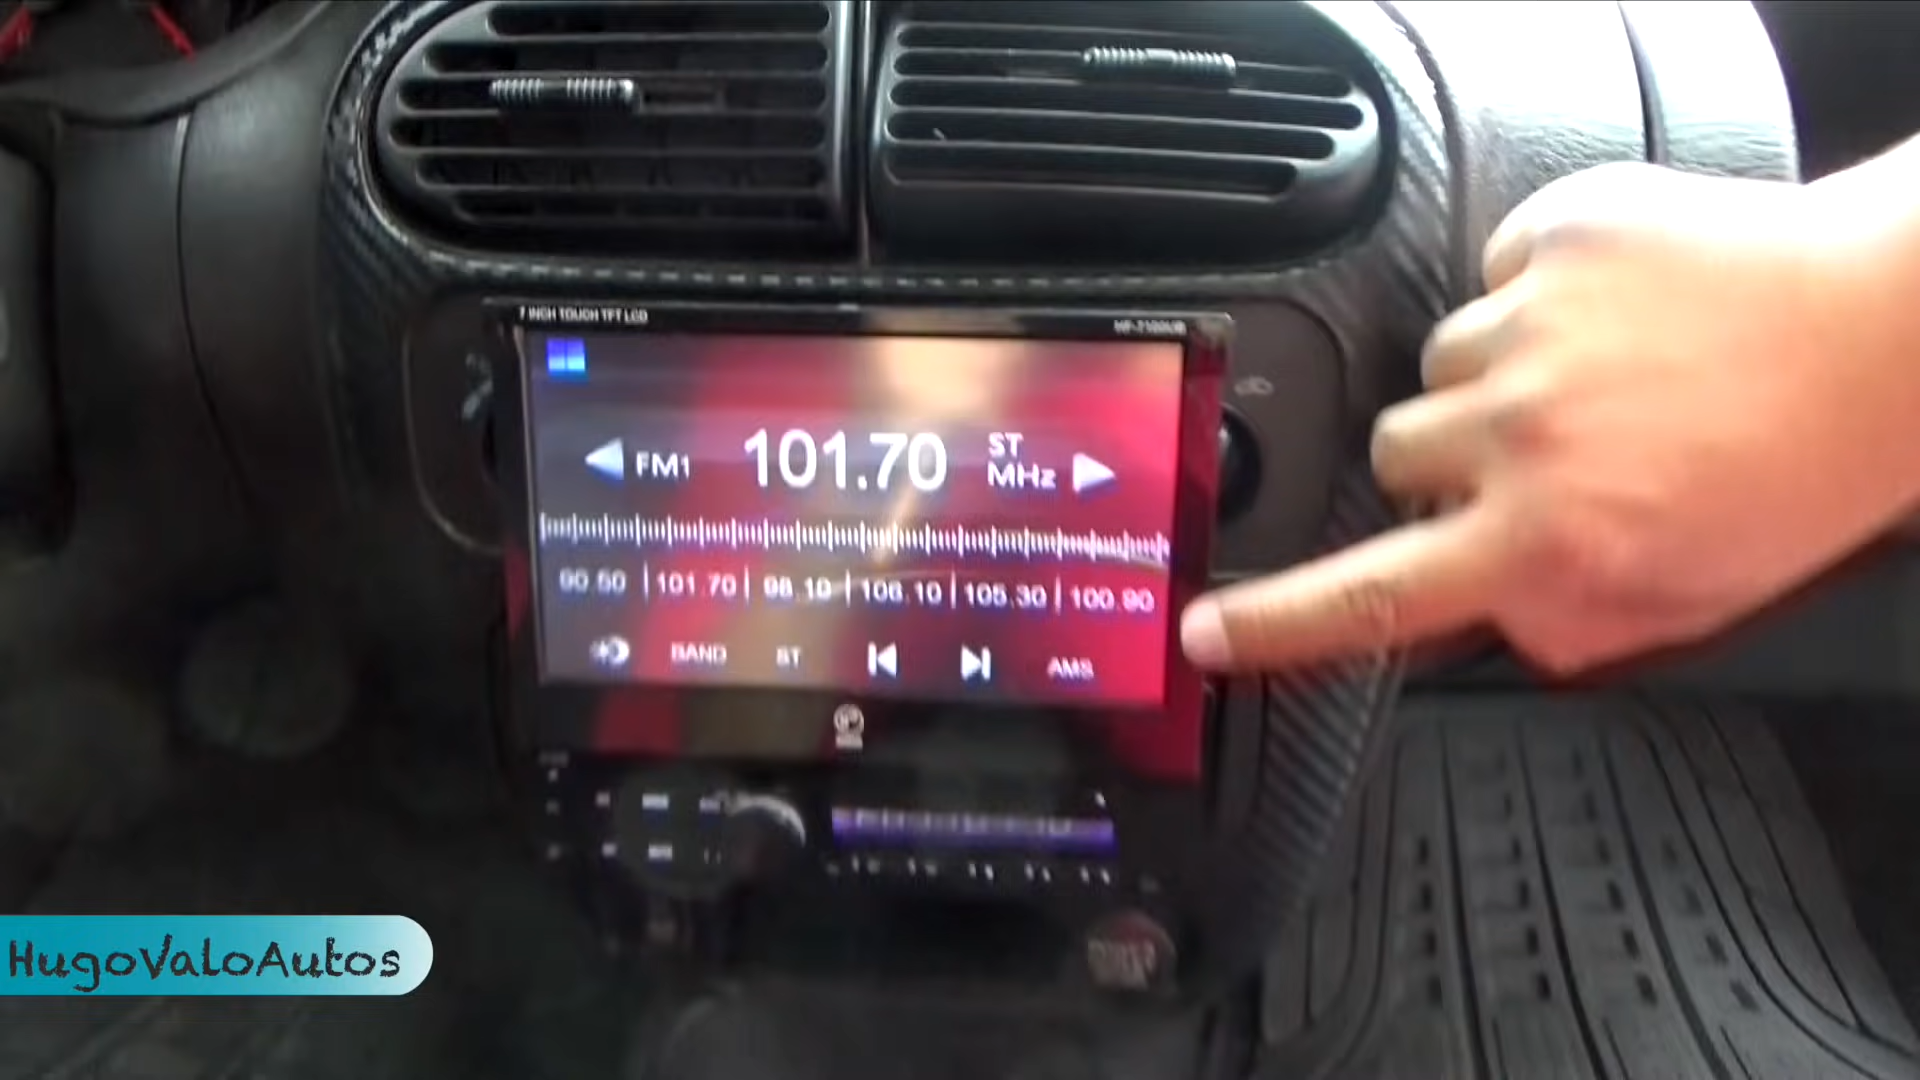 7 INCH TOUCH TFT LCD
FM1 101.70 ST MHz
90.50 101.70 98.10 106.10 105.30 100.90
BAND ST AMS
HugoValoAutos